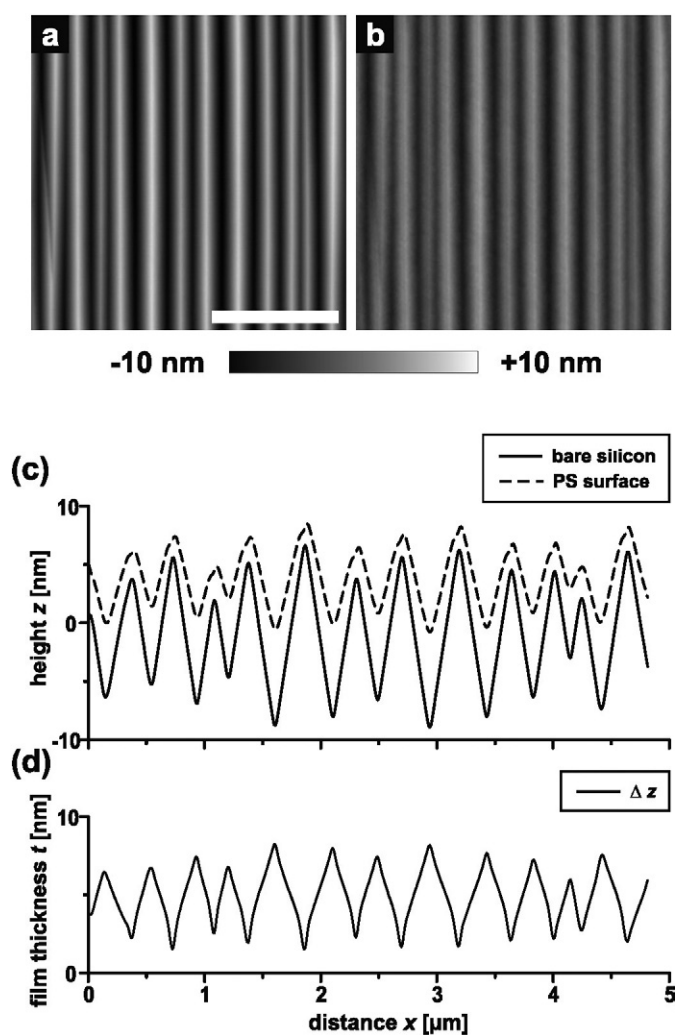 a b
-10 nm +10 nm
(c)
bare silicon
PS surface
10
0
-10
height z [nm]
(d)
Δ z
10
0
film thickness t [nm]
0 1 2 3 4 5
distance x [µm]